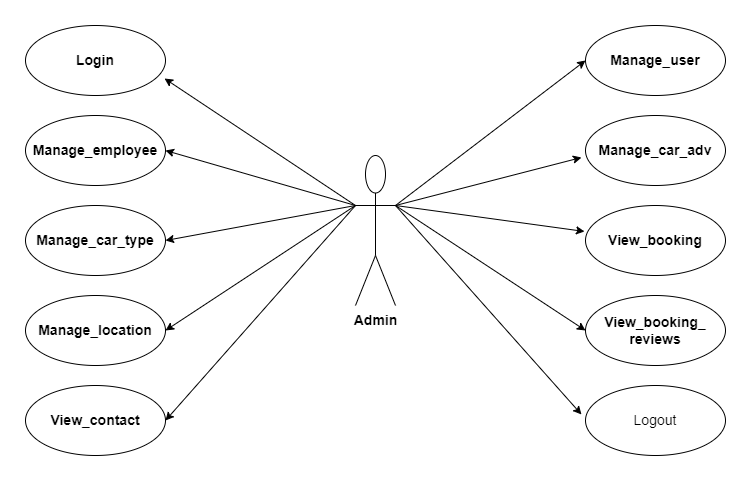 Login
Manage_user
Manage_employee
Manage_car_adv
Manage_car_type
View_booking
Manage_location
View_booking_
reviews
Admin
View_contact
Logout